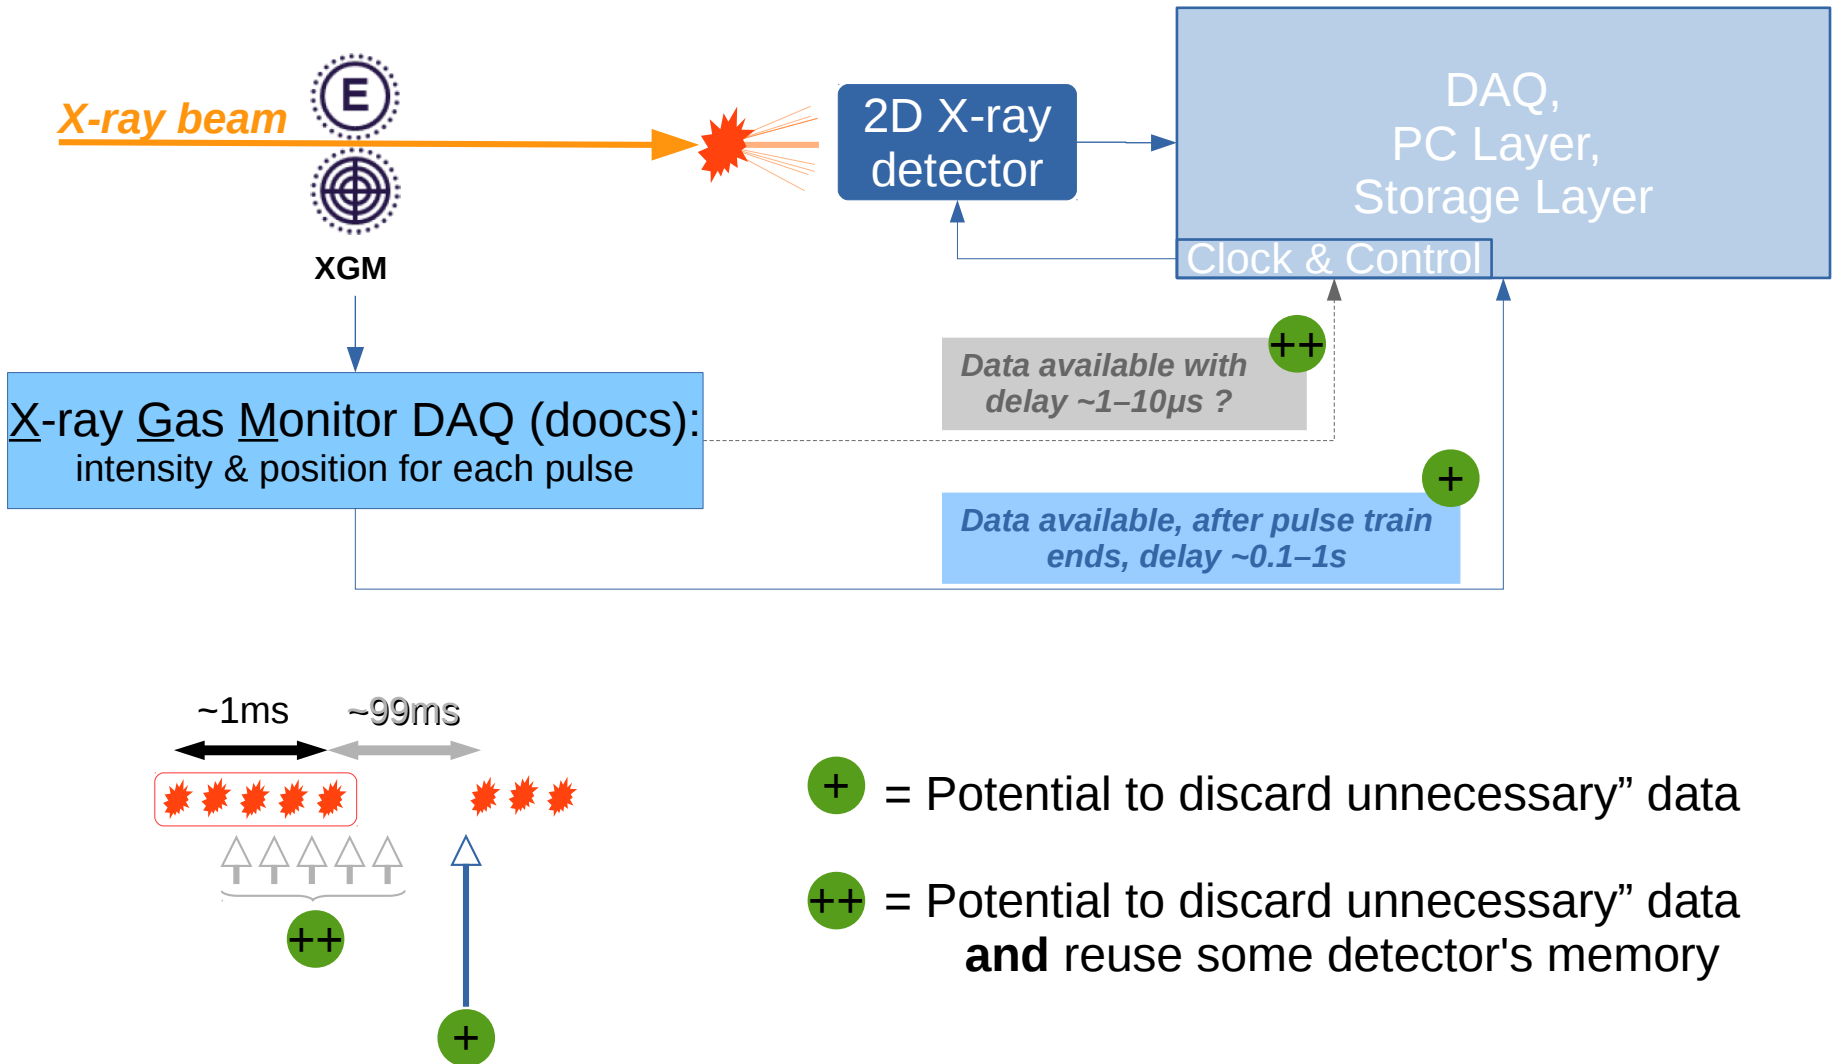 X-ray beam
E
XGM
2D X-ray
detector
DAQ,
PC Layer,
Storage Layer
Clock & Control
X-ray Gas Monitor DAQ (doocs):
intensity & position for each pulse
++
Data available with
delay ~1–10µs ?
+
Data available, after pulse train
ends, delay ~0.1–1s
~1ms ~99ms
++
+
+ = Potential to discard unnecessary” data
++ = Potential to discard unnecessary” data
and reuse some detector's memory